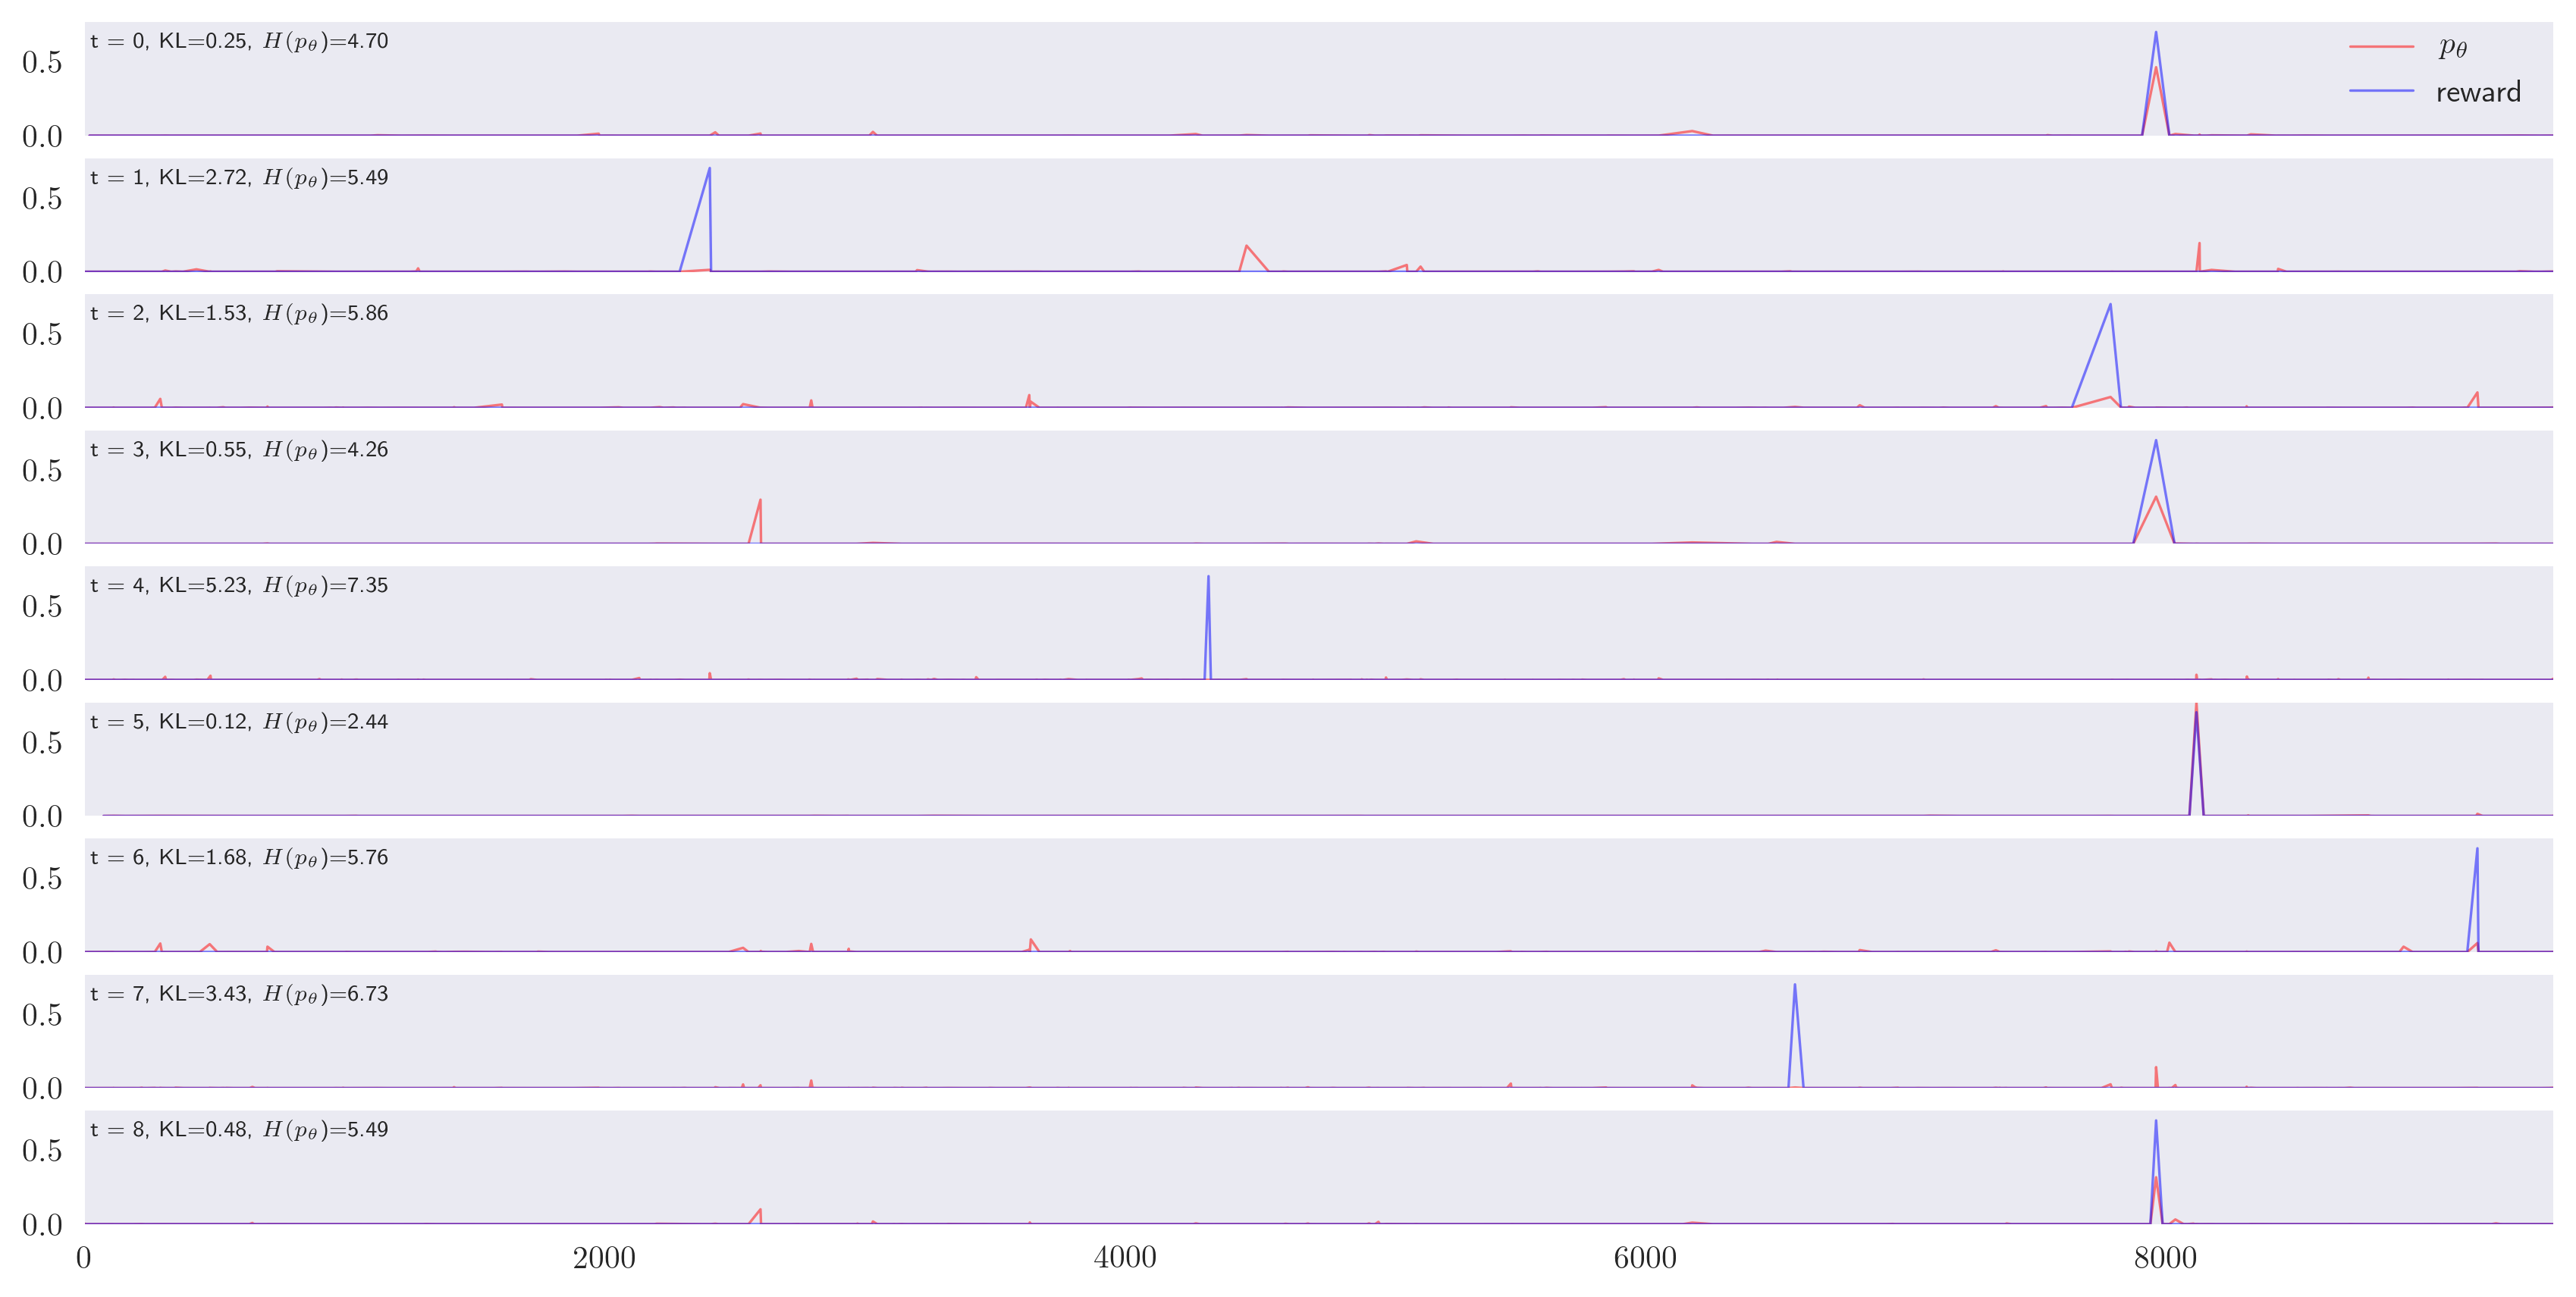 t = 0, KL=0.25, H(pθ)=4.70
pθ
reward
0.5
0.0
t = 1, KL=2.72, H(pθ)=5.49
0.5
0.0
t = 2, KL=1.53, H(pθ)=5.86
0.5
0.0
t = 3, KL=0.55, H(pθ)=4.26
0.5
0.0
t = 4, KL=5.23, H(pθ)=7.35
0.5
0.0
t = 5, KL=0.12, H(pθ)=2.44
0.5
0.0
t = 6, KL=1.68, H(pθ)=5.76
0.5
0.0
t = 7, KL=3.43, H(pθ)=6.73
0.5
0.0
t = 8, KL=0.48, H(pθ)=5.49
0.5
0.0
0 2000 4000 6000 8000